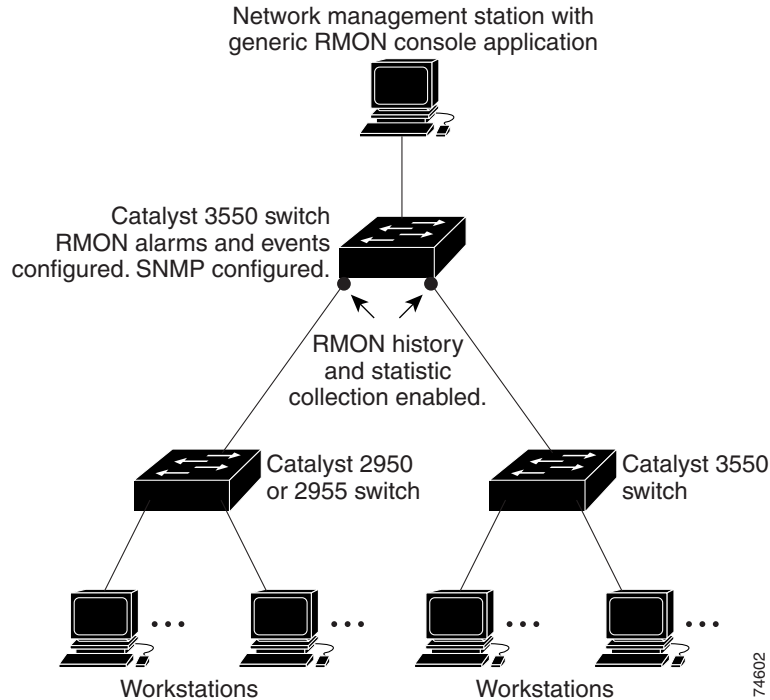 Network management station with
generic RMON console application
Catalyst 3550 switch
RMON alarms and events
configured. SNMP configured.
RMON history
and statistic
collection enabled.
Catalyst 2950
or 2955 switch
Catalyst 3550
switch
Workstations
Workstations
74602